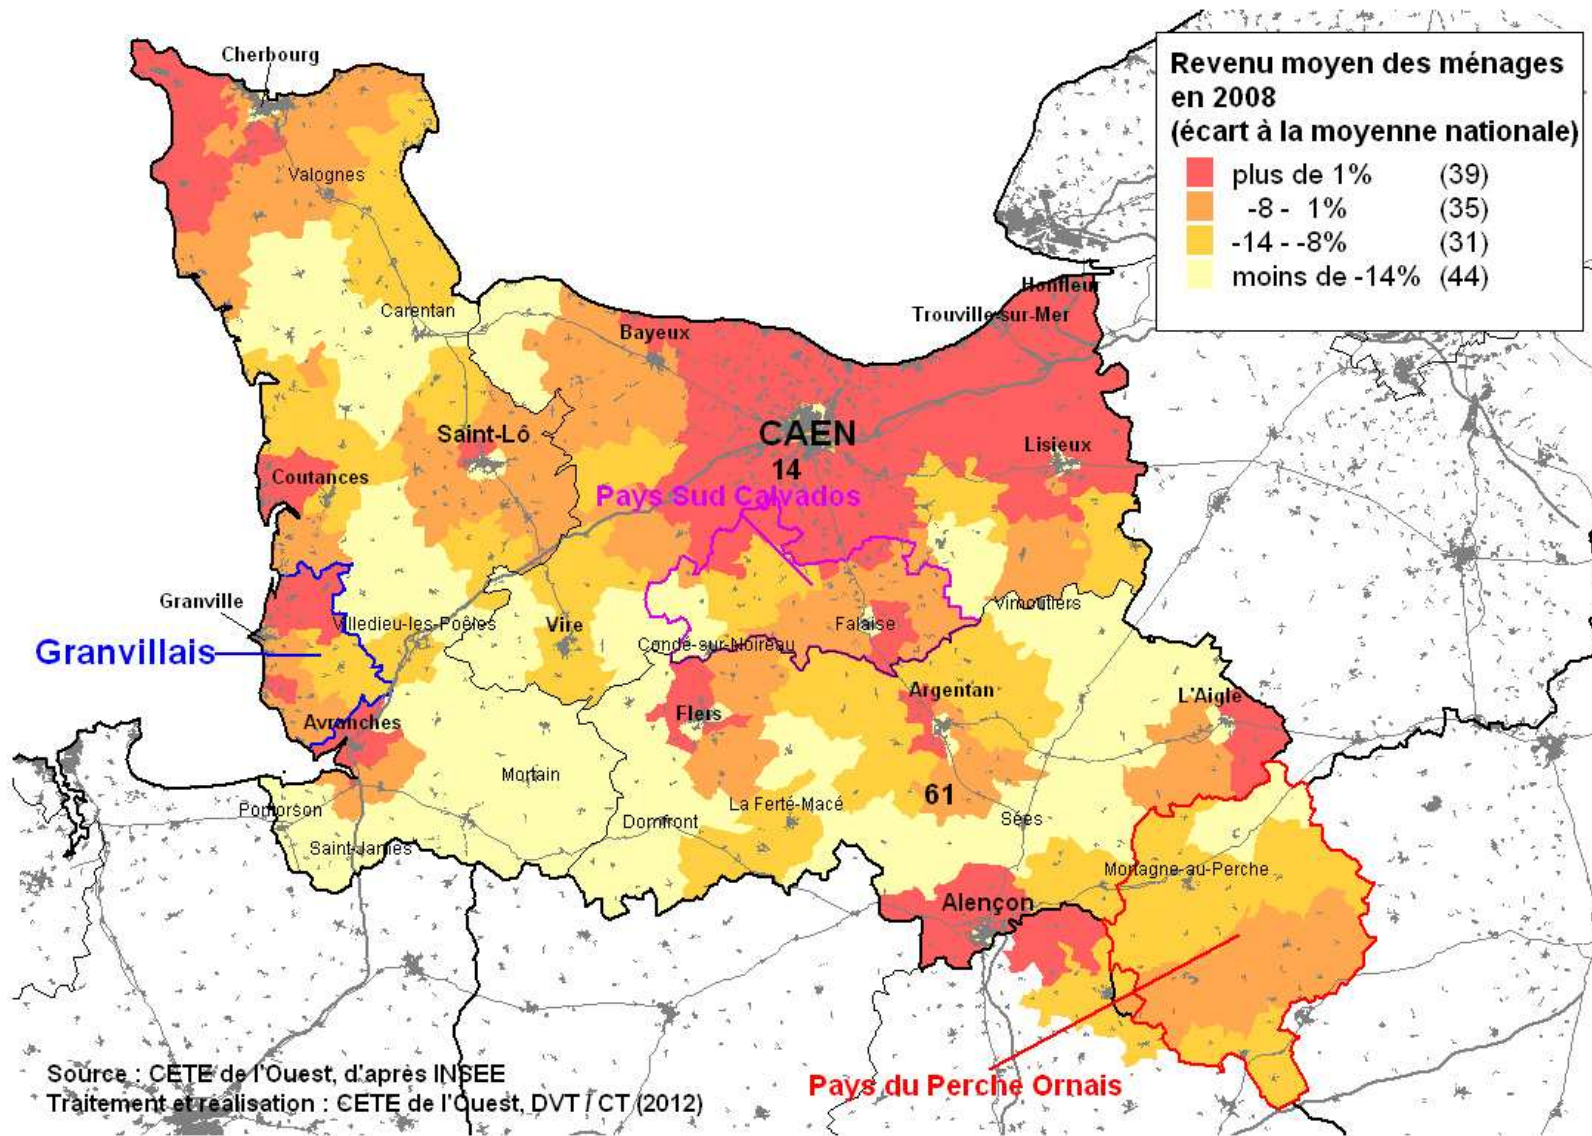 Revenu moyen des ménages
en 2008
(écart à la moyenne nationale)
plus de 1% (39)
-8 - 1% (35)
-14 - -8% (31)
moins de -14% (44)
Cherbourg
Valognes
Carentan
Honfleur
Trouville-sur-Mer
Bayeux
Saint-Lô
CAEN
14
Lisieux
Coutances
Pays Sud Calvados
Granville
Villedieu-les-Poêles
Vire
Condé-sur-Noireau
Falaise
Vimoutiers
Granvillais
Avranches
Flers
Argentan
L'Aigle
Mortain
61
La Ferté-Macé
Pontorson
Domfront
Sées
Saint-James
Mortagne-au-Perche
Alençon
Source : CETE de l'Ouest, d'après INSEE
Traitement et réalisation : CETE de l'Ouest, DVT / CT (2012)
Pays du Perche Ornais